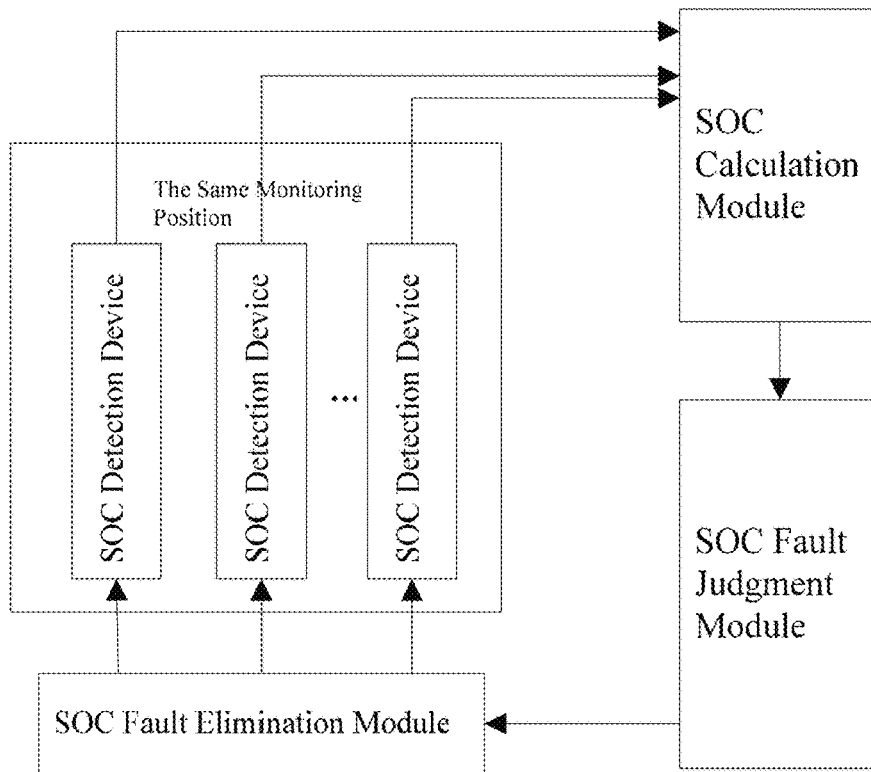 The Same Monitoring
Position
SOC Detection Device
SOC Detection Device
...
SOC Detection Device
SOC
Calculation
Module
SOC Fault
Judgment
Module
SOC Fault Elimination Module